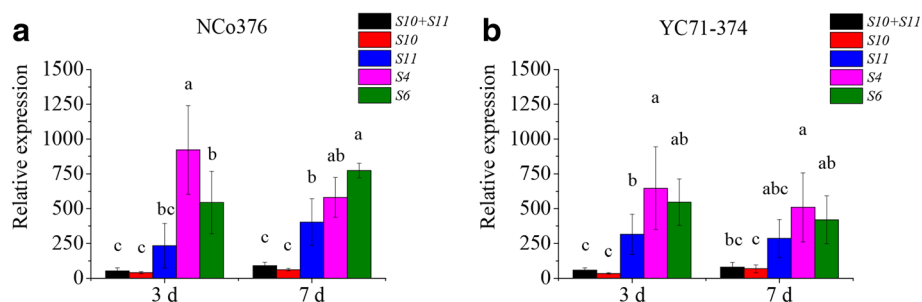 a
NCo376
S10+S11
S10
S11
S4
S6
Relative expression
1500
1250
1000
750
500
250
0
c
c
bc
a
b
c
c
b
ab
a
3 d
7 d
b
YC71-374
S10+S11
S10
S11
S4
S6
Relative expression
1500
1250
1000
750
500
250
0
c
c
b
a
ab
bc
c
abc
a
ab
3 d
7 d